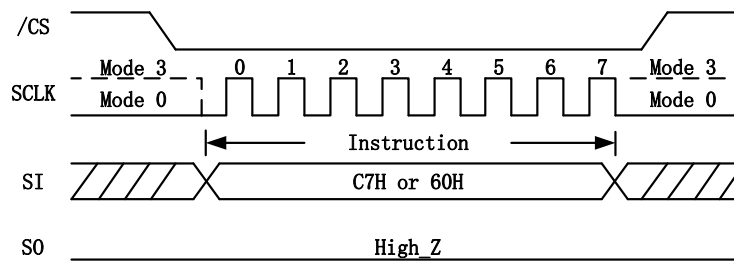 /CS
Mode 3 0 1 2 3 4 5 6 7 Mode 3
SCLK
Mode 0 Mode 0
Instruction
SI C7H or 60H
SO High_Z